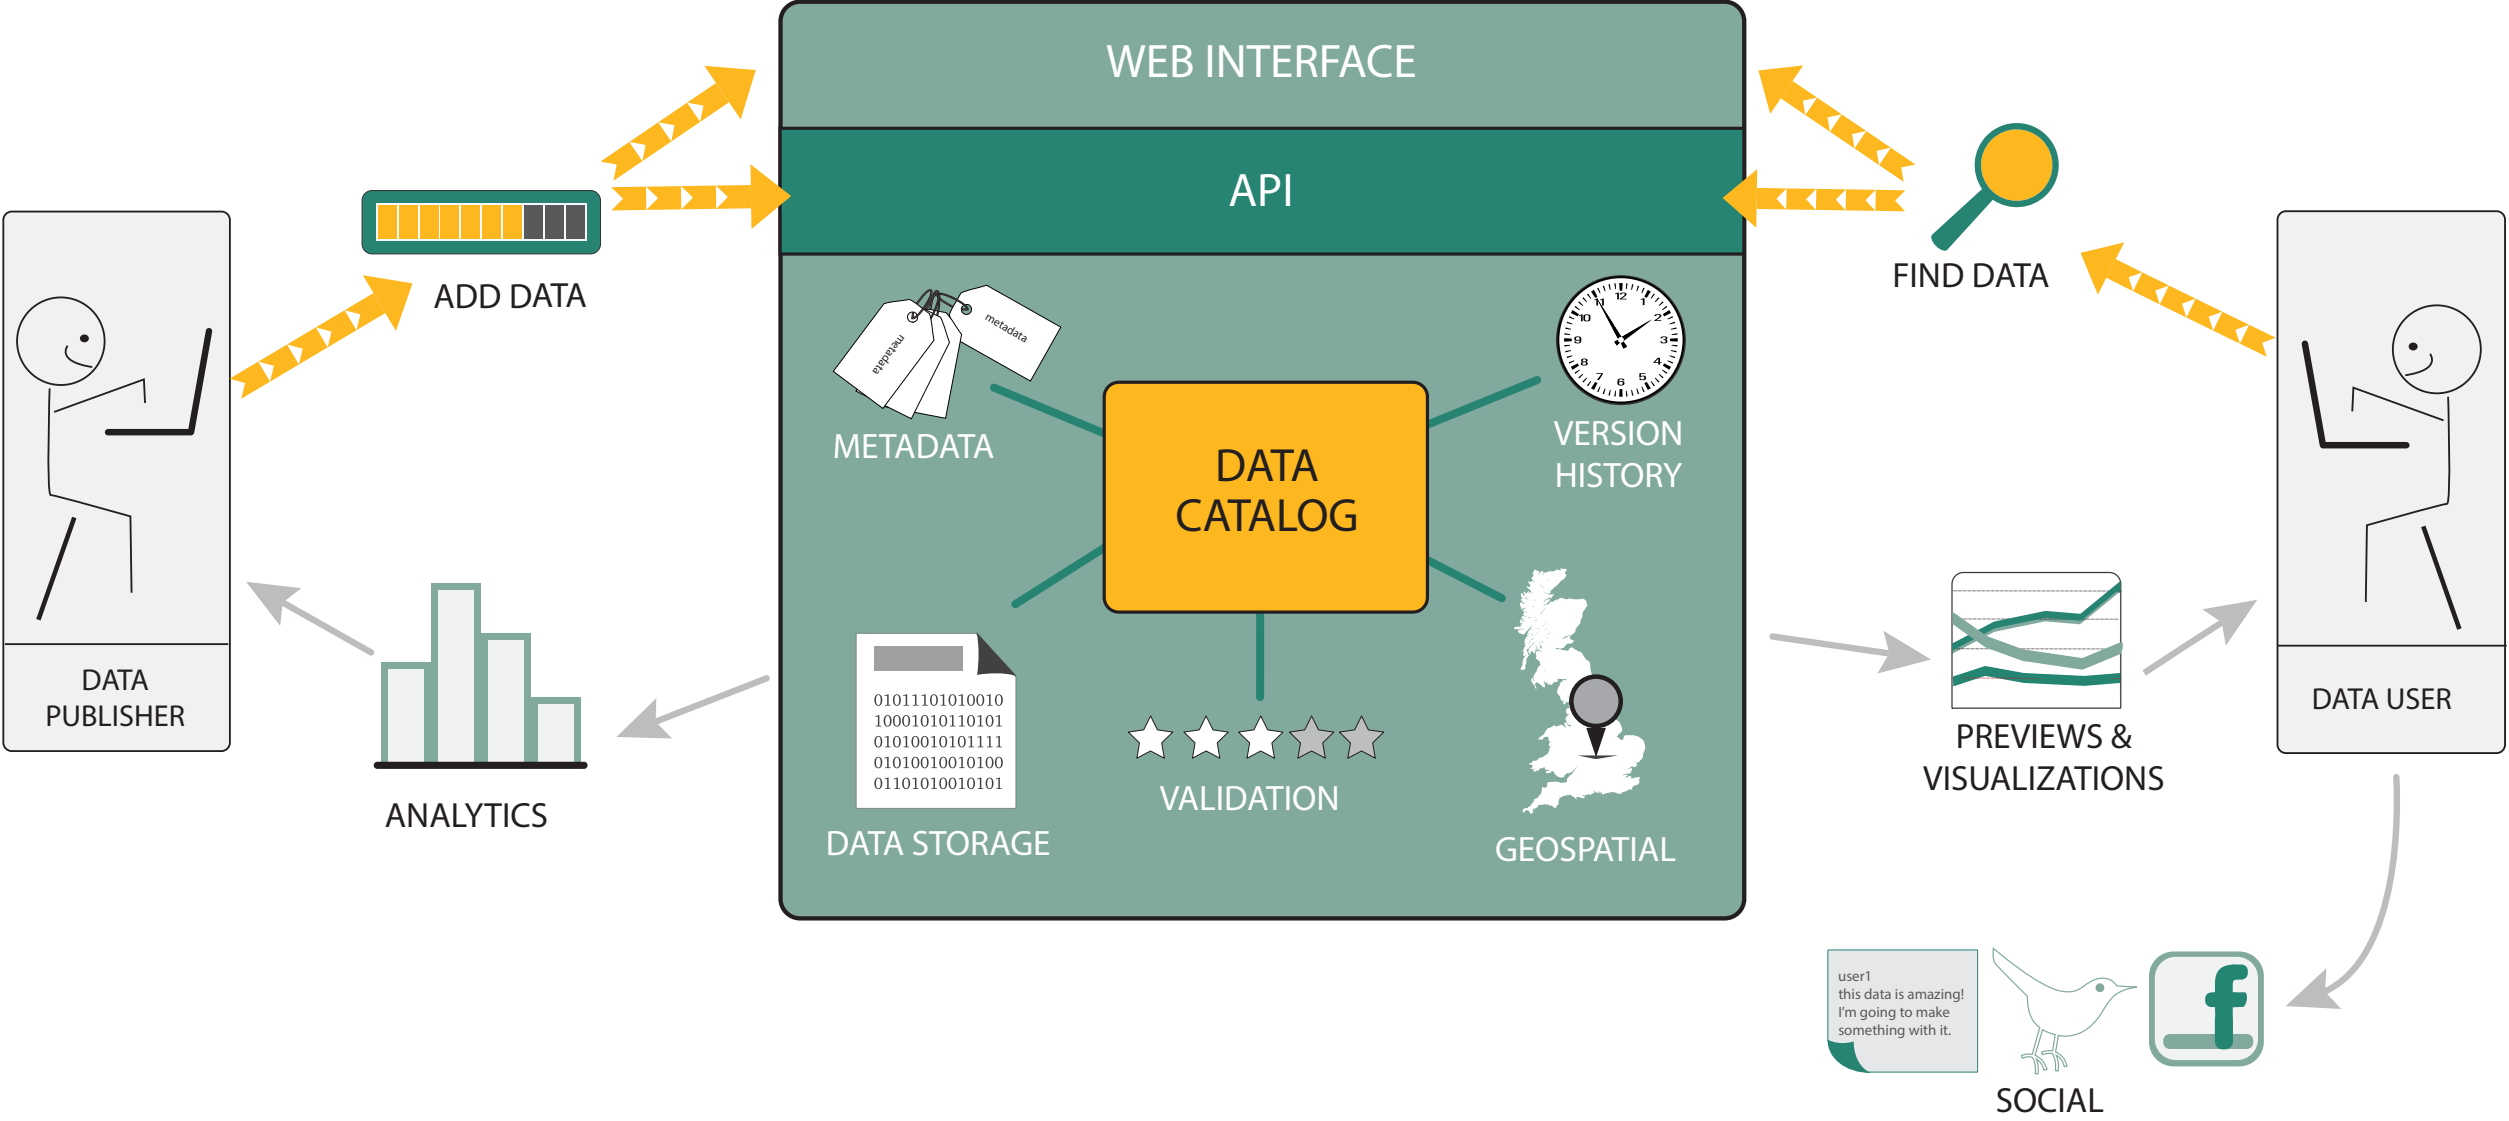 WEB INTERFACE
API
ADD DATA
FIND DATA
metadata
metadata
METADATA
12
1
2
3
4
5
6
7
8
9
10
11
VERSION
HISTORY
DATA
CATALOG
DATA
PUBLISHER
ANALYTICS
01011101010010
10001010110101
01010010101111
01010010010100
01101010010101
DATA STORAGE
VALIDATION
GEOSPATIAL
PREVIEWS &
VISUALIZATIONS
DATA USER
user1
this data is amazing!
I'm going to make
something with it.
f
SOCIAL